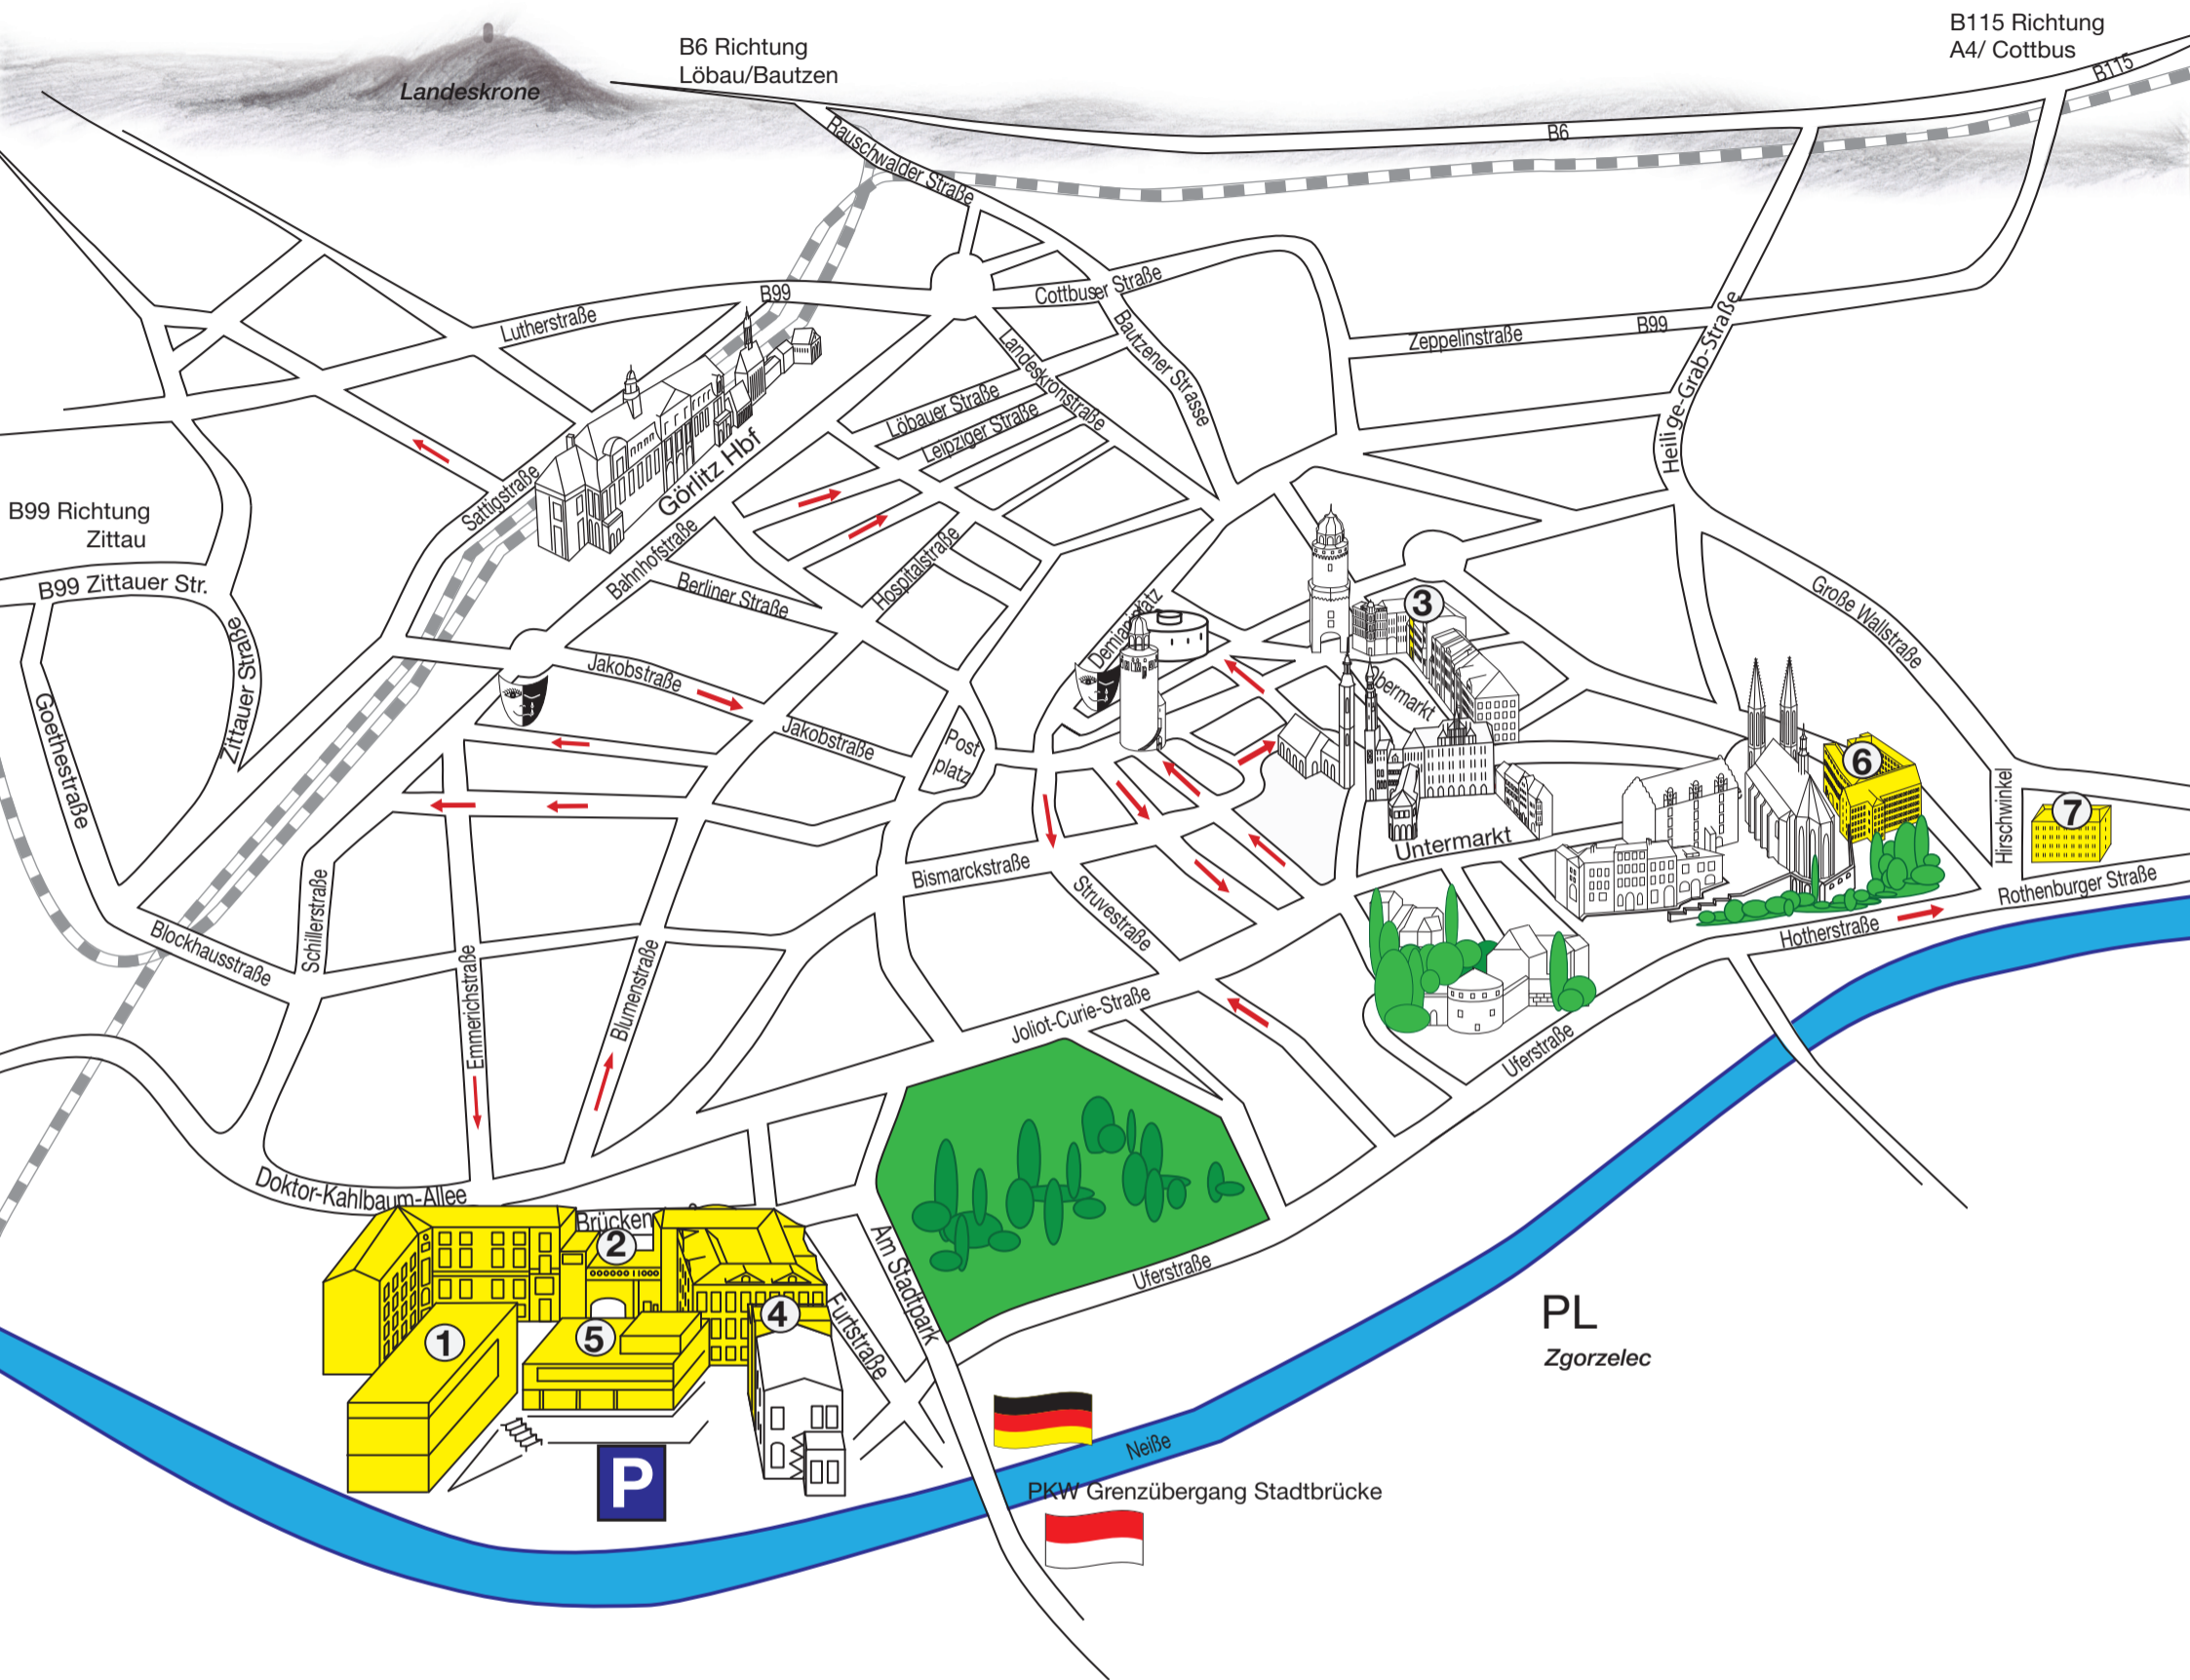 B115 Richtung
A4/ Cottbus
B6 Richtung
Löbau/Bautzen
B115
Landeskrone
B6
Rauschwalder Straße
B99
Cottbuser Straße
Lutherstraße
Zeppelinstraße
B99
Heilige-Grab-Straße
Bautzener Strasse
Landeskronstraße
Löbauer Straße
Leipziger Straße
Görlitz Hbf
Sattigstraße
B99 Richtung
Zittau
Bahnhofstraße
Berliner Straße
Hospitalstraße
B99 Zittauer Str.
Zittauer Straße
Goethestraße
Große Wallstraße
3
Demianiplatz
Jakobstraße
Jakobstraße
Obermarkt
Post
platz
6
7
Hirschwinkel
Untermarkt
Bismarckstraße
Struvestraße
Rothenburger Straße
Hotherstraße
Schillerstraße
Blockhausstraße
Emmerichstraße
Blumenstraße
Joliot-Curie-Straße
Uferstraße
Doktor-Kahlbaum-Allee
Brücken
2
Am Stadtpark
Uferstraße
Furtstraße
1
5
4
PL
Zgorzelec
P
Neiße
PKW Grenzübergang Stadtbrücke